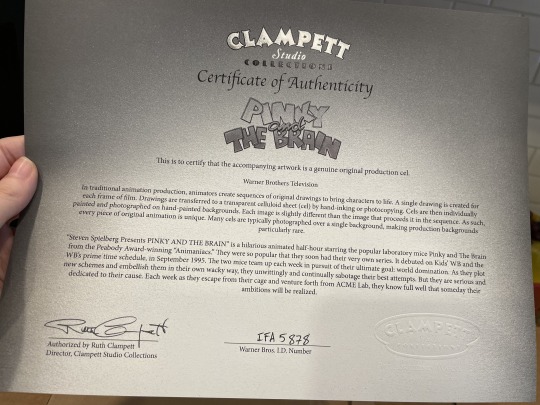 CLAMPETT
Studio
COLLECTIONS
Certificate of Authenticity
PINKY
and
THE BRAIN
This is to certify that the accompanying artwork is a genuine original production cel
Warner Brothers Television
In traditional animation production, animators create sequences of original drawings to bring characters to life. A single drawing is created for
each frame of film. Drawings are transferred to a transparent celluloid sheet (cel) by hand-inking or photocopying. Cels are then individually
painted and photographed on hand-painted backgrounds. Each image is slightly different than the image that proceeds it in the sequence. As such,
every piece of original animation is unique. Many cels are typically photographed over a single background, making production backgrounds
particularly rare.
"Steven Spielberg Presents PINKY AND THE BRAIN" is a hilarious animated half-hour starring the popular laboratory mice Pinky and The Brain
from the Peabody Award-winning "Animaniacs." They were so popular that they soon had their very own series. It debuted on Kids' WB and the
WB's prime time schedule, in September 1995. The two mice team up each week in pursuit of their ultimate goal: world domination. As they plot
new schemes and embellish them in their own wacky way, they unwittingly and continually sabotage their best attempts. But they are serious and
dedicated to their cause. Each week as they escape from their cage and venture forth from ACME Lab, they know full well that someday their
ambitions will be realized.
Ruth Clampett
Authorized by Ruth Clampett
Director, Clampett Studio Collections
IFA 5878
Warner Bros. I.D. Number
CLAMPETT